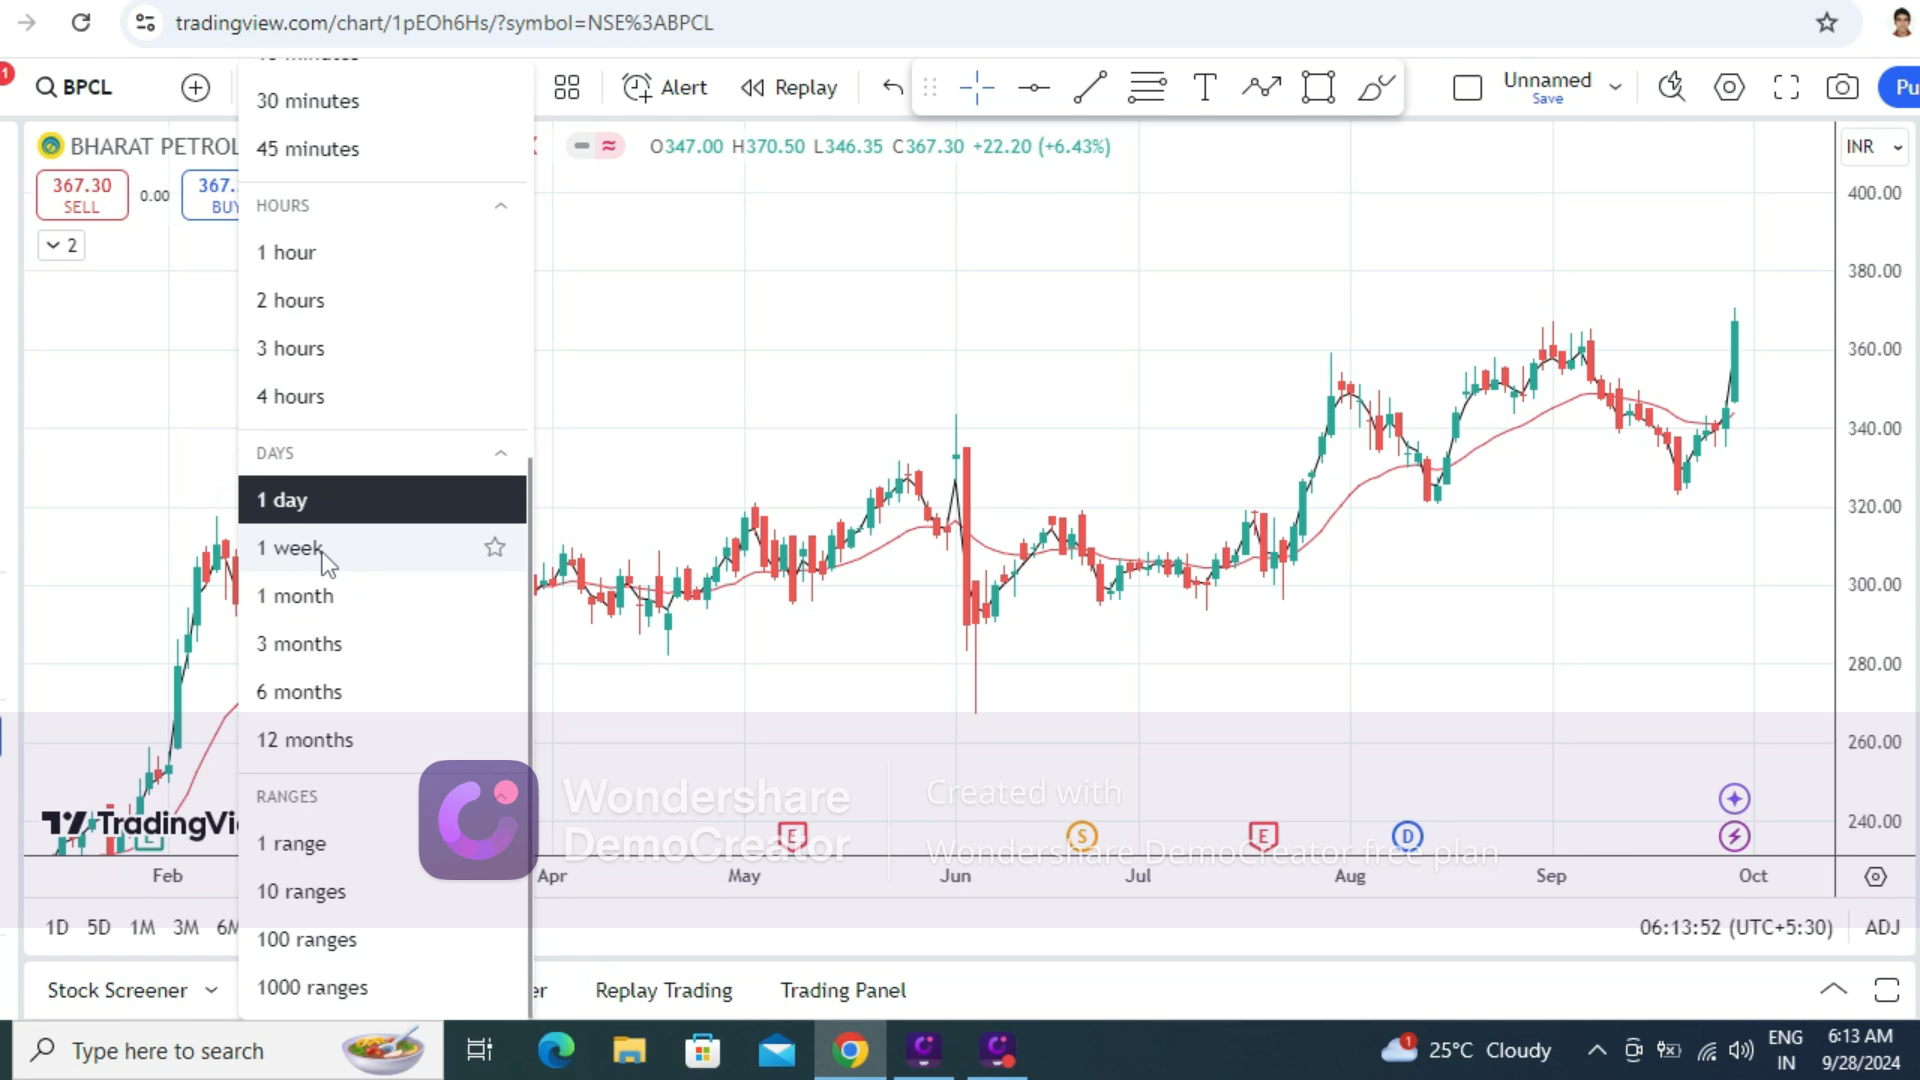 tradingview.com/chart/1pEOh6Hs/?symbol=NSE%3ABPCL
1
BPCL
Alert
Replay
Unnamed
Save
Pu
30 minutes
45 minutes
BHARAT PETROL
O347.00 H370.50 L346.35 C367.30 +22.20 (+6.43%)
INR
367.30
SELL
0.00
367.
BUY
2
HOURS
1 hour
2 hours
3 hours
4 hours
DAYS
1 day
1 week
1 month
3 months
6 months
12 months
RANGES
1 range
10 ranges
100 ranges
1000 ranges
400.00
380.00
360.00
340.00
320.00
300.00
280.00
260.00
240.00
TradingVi
Wondershare
DemoCreator
Created with
Wondershare DemoCreator free plan
E
E
S
E
D
Feb
Apr
May
Jun
Jul
Aug
Sep
Oct
1D
5D
1M
3M
6M
06:13:52 (UTC+5:30)
ADJ
Stock Screener
er
Replay Trading
Trading Panel
Type here to search
1
25°C Cloudy
ENG
IN
6:13 AM
9/28/2024